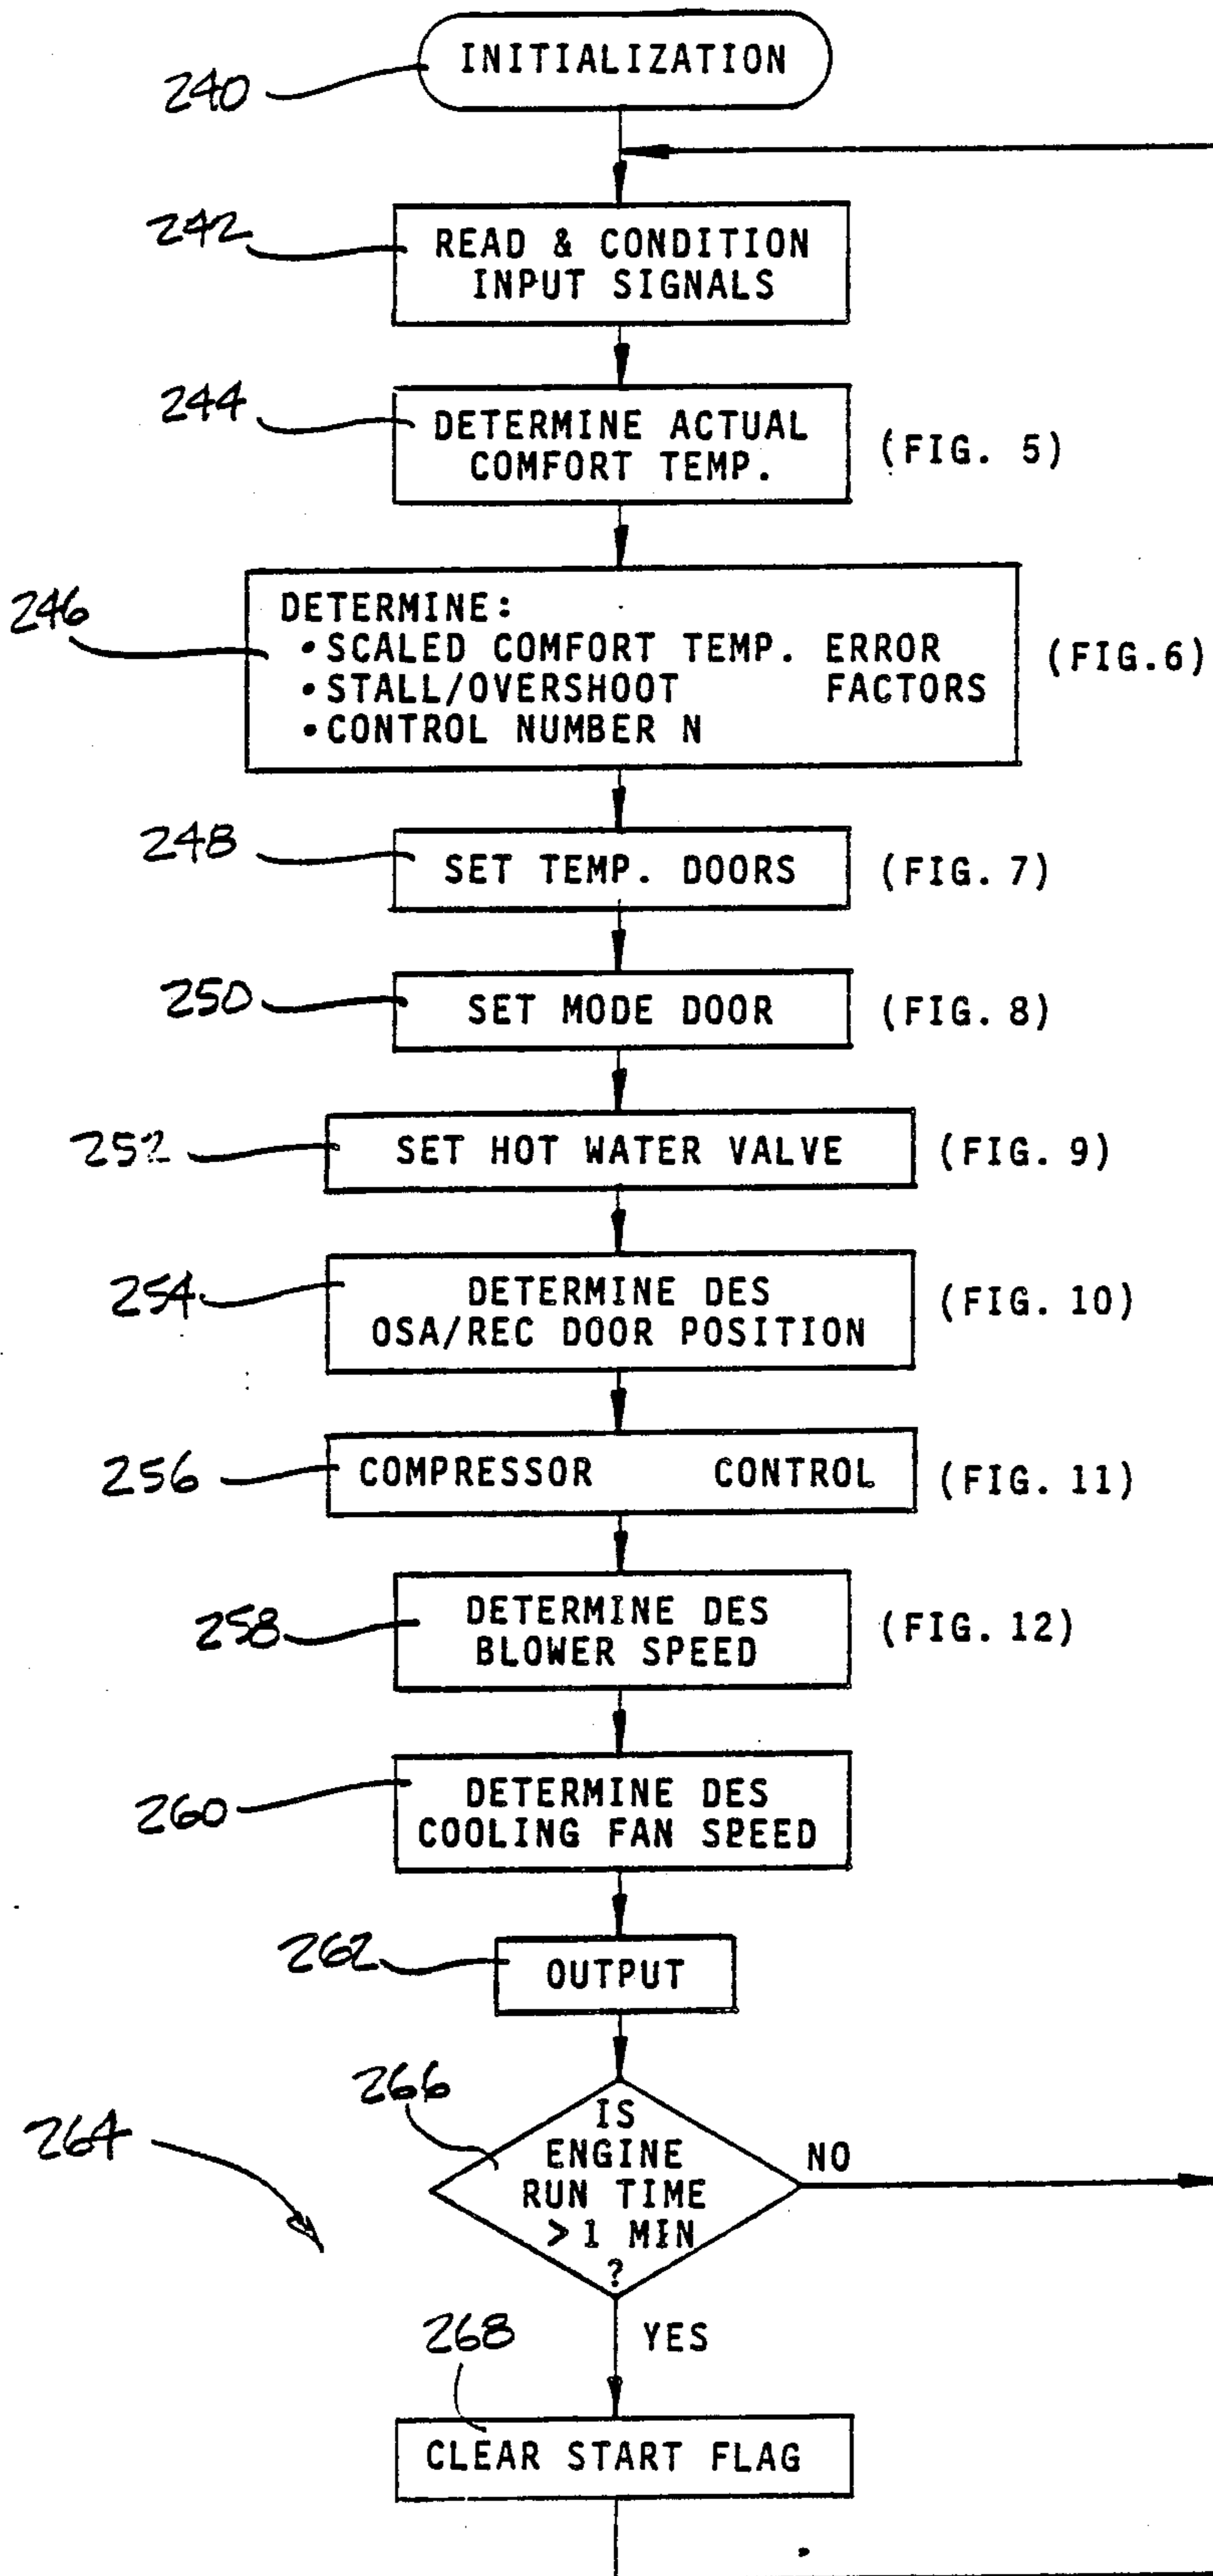 INITIALIZATION
240
242
READ & CONDITION
INPUT SIGNALS
244
DETERMINE ACTUAL
COMFORT TEMP.
(FIG. 5)
246
DETERMINE:
•SCALED COMFORT TEMP. ERROR
•STALL/OVERSHOOT FACTORS
•CONTROL NUMBER N
(FIG.6)
248
SET TEMP. DOORS
(FIG. 7)
250
SET MODE DOOR
(FIG. 8)
252
SET HOT WATER VALVE
(FIG. 9)
254
DETERMINE DES
OSA/REC DOOR POSITION
(FIG. 10)
256
COMPRESSOR CONTROL
(FIG. 11)
258
DETERMINE DES
BLOWER SPEED
(FIG. 12)
260
DETERMINE DES
COOLING FAN SPEED
262
OUTPUT
264
266
IS
ENGINE
RUN TIME
>1 MIN
?
NO
YES
268
CLEAR START FLAG